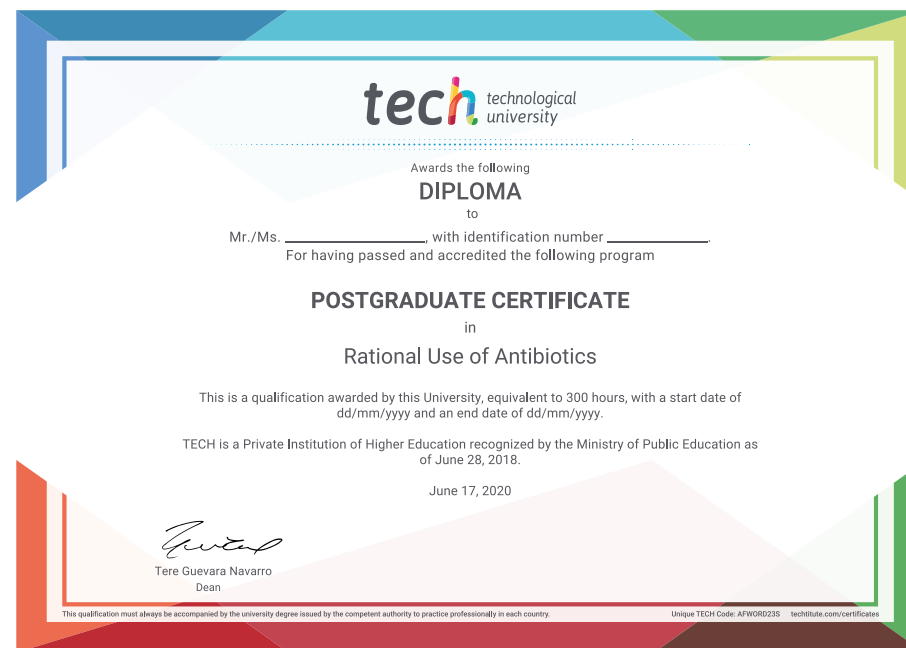 tech technological
university
Awards the following
DIPLOMA
to
Mr./Ms. ____________, with identification number ____________.
For having passed and accredited the following program
POSTGRADUATE CERTIFICATE
in
Rational Use of Antibiotics
This is a qualification awarded by this University, equivalent to 300 hours, with a start date of
dd/mm/yyyy and an end date of dd/mm/yyyy.
TECH is a Private Institution of Higher Education recognized by the Ministry of Public Education as
of June 28, 2018.
June 17, 2020
Tere Guevara Navarro
Dean
This qualification must always be accompanied by the university degree issued by the competent authority to practice professionally in each country. Unique TECH Code: AFWORD23S techtitute.com/certificates